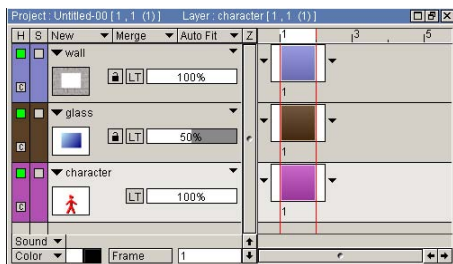 Project: Untitled-00 [ 1 , 1 (1) ] Layer: character [ 1 , 1 (1) ]
H S New Merge Auto Fit Z 1 3 5
wall
C LT 100%
1
glass
C LT 50%
1
character
C LT 100%
1
Sound
Color Frame 1